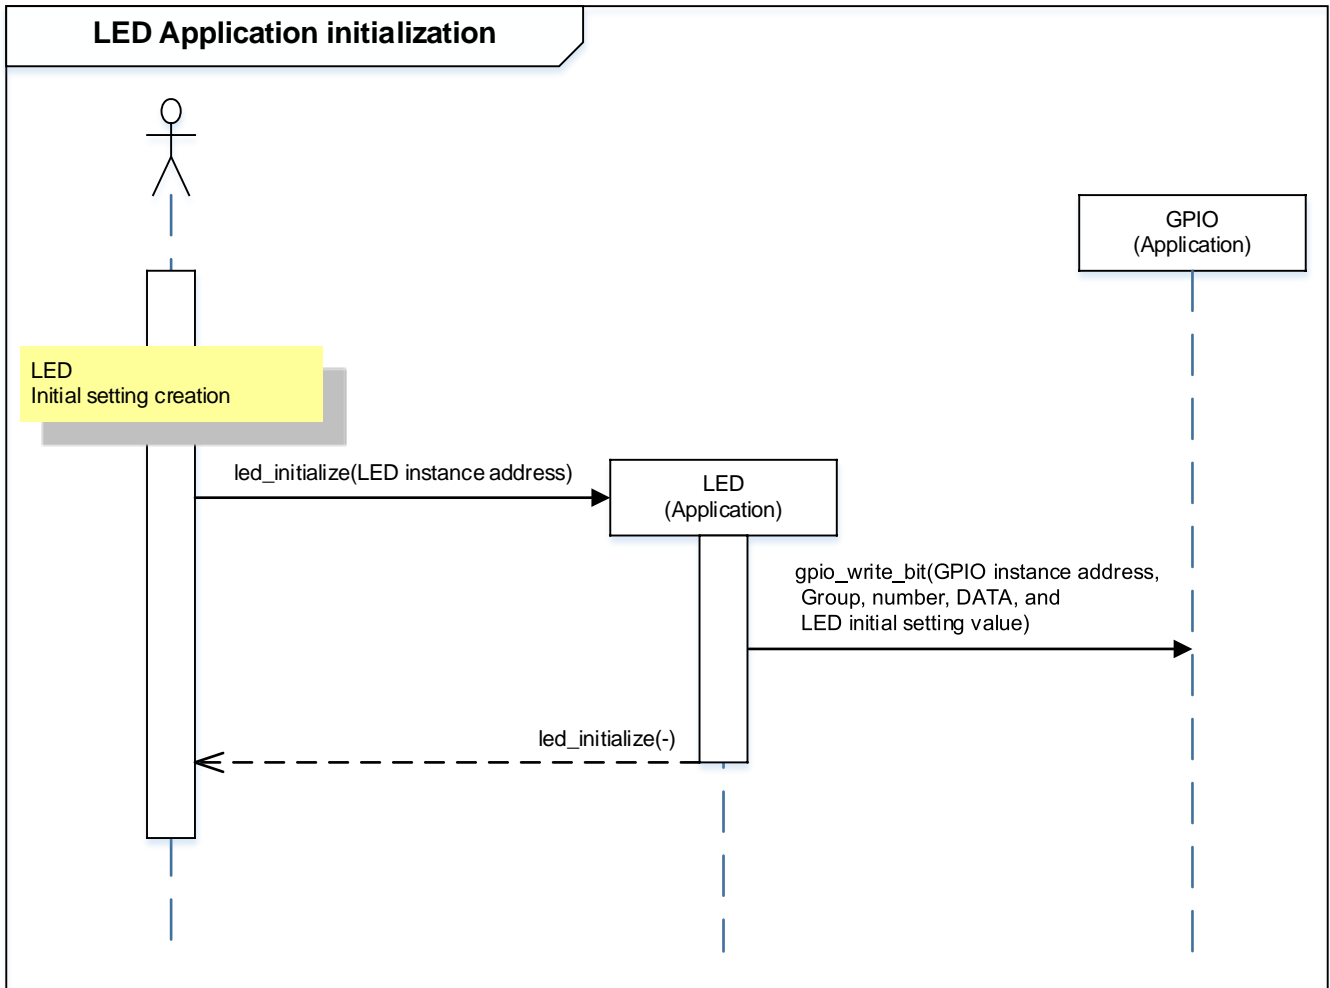 LED Application initialization
GPIO
(Application)
LED
Initial setting creation
led_initialize(LED instance address)
LED
(Application)
gpio_write_bit(GPIO instance address,
Group, number, DATA, and
LED initial setting value)
led_initialize(-)